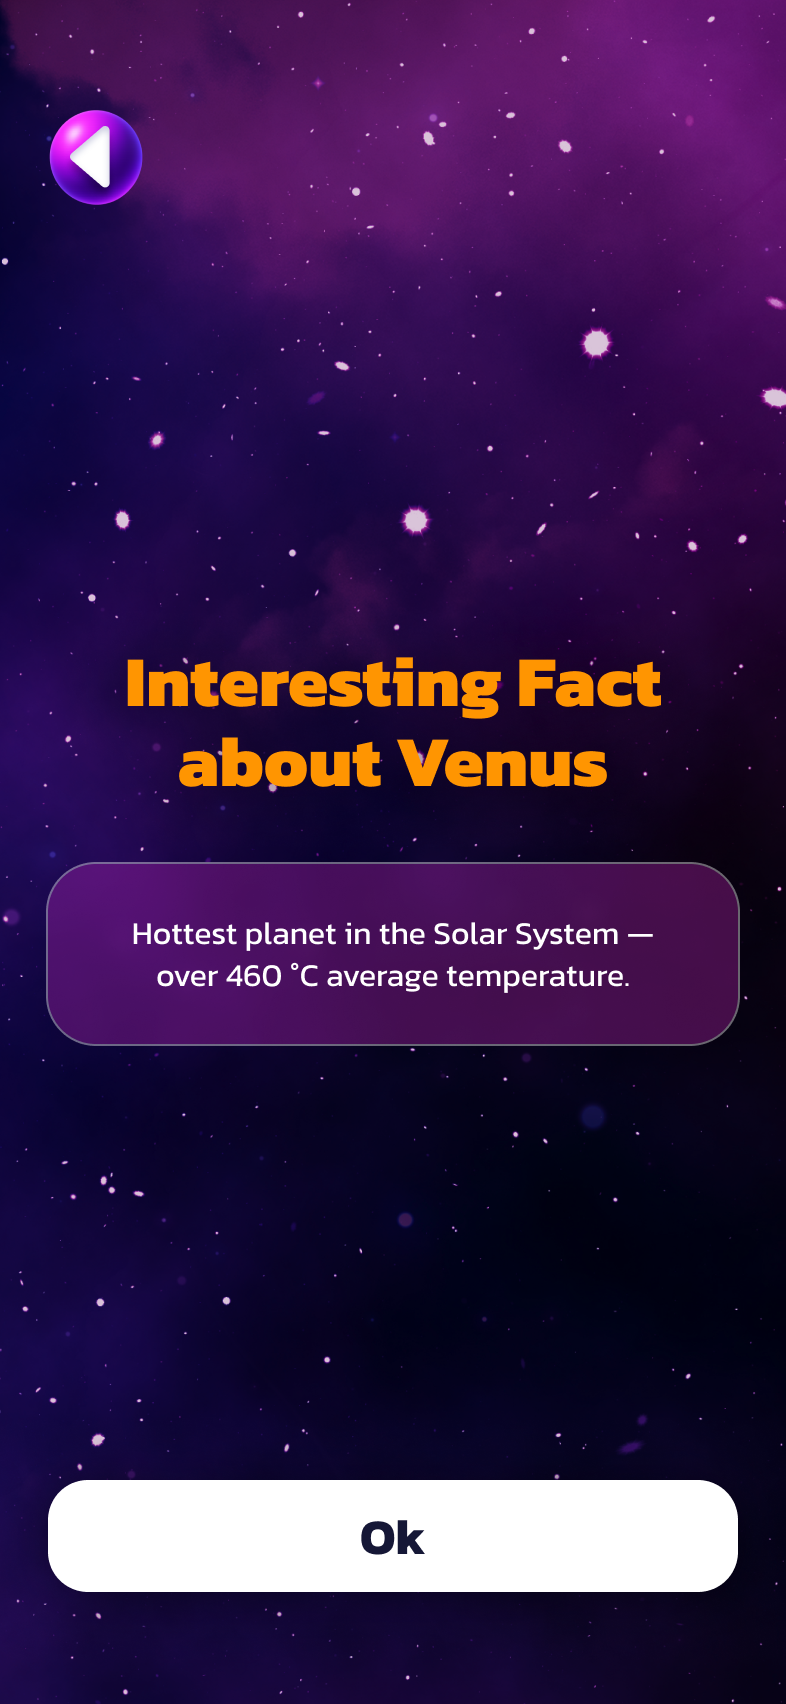 Interesting Fact
about Venus
Hottest planet in the Solar System —
over 460 °C average temperature.
Ok